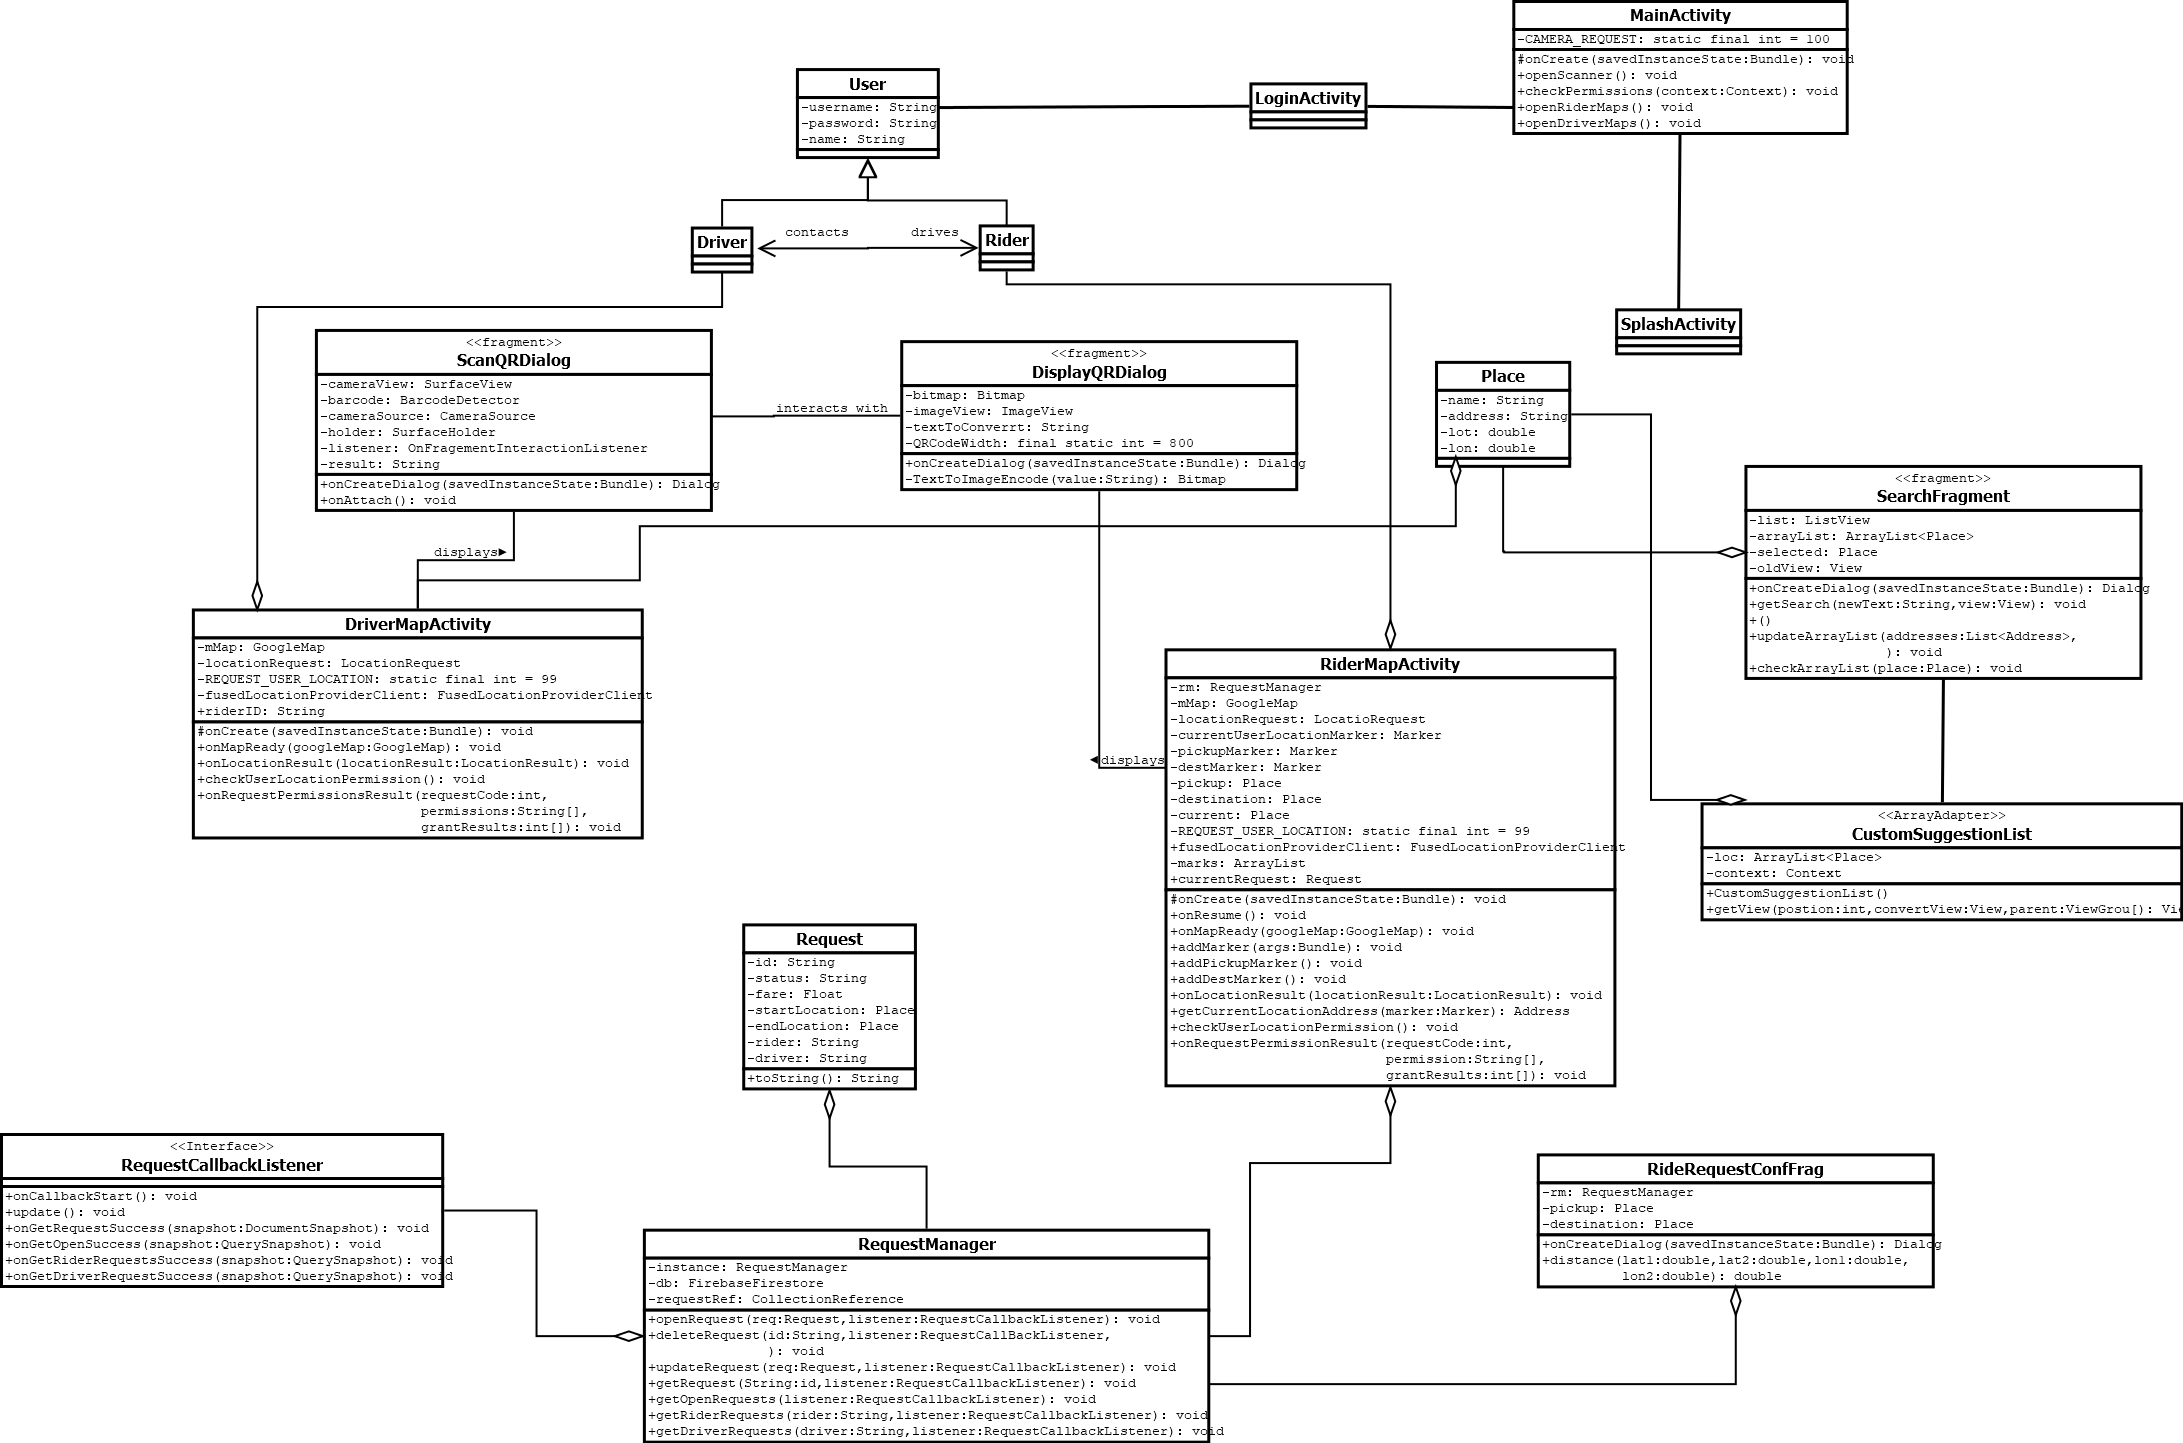 MainActivity
-CAMERA_REQUEST: static final int = 100
#onCreate(savedInstanceState:Bundle): void
+openScanner(): void
+checkPermissions(context:Context): void
+openRiderMaps(): void
+openDriverMaps(): void
User
-username: String
-password: String
-name: String
LoginActivity
Driver
contacts
drives
Rider
SplashActivity
<<fragment>>
ScanQRDialog
-cameraView: SurfaceView
-barcode: BarcodeDetector
-cameraSource: CameraSource
-holder: SurfaceHolder
-listener: OnFragementInteractionListener
-result: String
+onCreateDialog(savedInstanceState:Bundle): Dialog
+onAttach(): void
interacts with
<<fragment>>
DisplayQRDialog
-bitmap: Bitmap
-imageView: ImageView
-textToConverrt: String
-QRCodeWidth: final static int = 800
+onCreateDialog(savedInstanceState:Bundle): Dialog
-TextToImageEncode(value:String): Bitmap
Place
-name: String
-address: String
-lot: double
-lon: double
<<fragment>>
SearchFragment
-list: ListView
-arrayList: ArrayList<Place>
-selected: Place
-oldView: View
+onCreateDialog(savedInstanceState:Bundle): Dialog
+getSearch(newText:String,view:View): void
+()
+updateArrayList(addresses:List<Address>,
): void
+checkArrayList(place:Place): void
displays
DriverMapActivity
-mMap: GoogleMap
-locationRequest: LocationRequest
-REQUEST_USER_LOCATION: static final int = 99
-fusedLocationProviderClient: FusedLocationProviderClient
+riderID: String
#onCreate(savedInstanceState:Bundle): void
+onMapReady(googleMap:GoogleMap): void
+onLocationResult(locationResult:LocationResult): void
+checkUserLocationPermission(): void
+onRequestPermissionsResult(requestCode:int,
permissions:String[],
grantResults:int[]): void
displays
RiderMapActivity
-rm: RequestManager
-mMap: GoogleMap
-locationRequest: LocatioRequest
-currentUserLocationMarker: Marker
-pickupMarker: Marker
-destMarker: Marker
-pickup: Place
-destination: Place
-current: Place
-REQUEST_USER_LOCATION: static final int = 99
+fusedLocationProviderClient: FusedLocationProviderClient
-marks: ArrayList
+currentRequest: Request
#onCreate(savedInstanceState:Bundle): void
+onResume(): void
+onMapReady(googleMap:GoogleMap): void
+addMarker(args:Bundle): void
+addPickupMarker(): void
+addDestMarker(): void
+onLocationResult(locationResult:LocationResult): void
+getCurrentLocationAddress(marker:Marker): Address
+checkUserLocationPermission(): void
+onRequestPermissionResult(requestCode:int,
permission:String[],
grantResults:int[]): void
<<ArrayAdapter>>
CustomSuggestionList
-loc: ArrayList<Place>
-context: Context
+CustomSuggestionList()
+getView(postion:int,convertView:View,parent:ViewGrou[): Vie
Request
-id: String
-status: String
-fare: Float
-startLocation: Place
-endLocation: Place
-rider: String
-driver: String
+toString(): String
<<Interface>>
RequestCallbackListener
+onCallbackStart(): void
+update(): void
+onGetRequestSuccess(snapshot:DocumentSnapshot): void
+onGetOpenSuccess(snapshot:QuerySnapshot): void
+onGetRiderRequestsSuccess(snapshot:QuerySnapshot): void
+onGetDriverRequestSuccess(snapshot:QuerySnapshot): void
RideRequestConfFrag
-rm: RequestManager
-pickup: Place
-destination: Place
+onCreateDialog(savedInstanceState:Bundle): Dialog
+distance(lat1:double,lat2:double,lon1:double,
lon2:double): double
RequestManager
-instance: RequestManager
-db: FirebaseFirestore
-requestRef: CollectionReference
+openRequest(req:Request,listener:RequestCallbackListener): void
+deleteRequest(id:String,listener:RequestCallBackListener,
): void
+updateRequest(req:Request,listener:RequestCallbackListener): void
+getRequest(String:id,listener:RequestCallbackListener): void
+getOpenRequests(listener:RequestCallbackListener): void
+getRiderRequests(rider:String,listener:RequestCallbackListener): void
+getDriverRequests(driver:String,listener:RequestCallbackListener): void